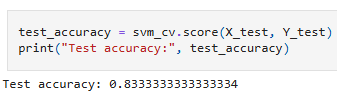 test_accuracy = svm_cv.score(X_test, Y_test)
print("Test accuracy:", test_accuracy)
Test accuracy: 0.8333333333333334